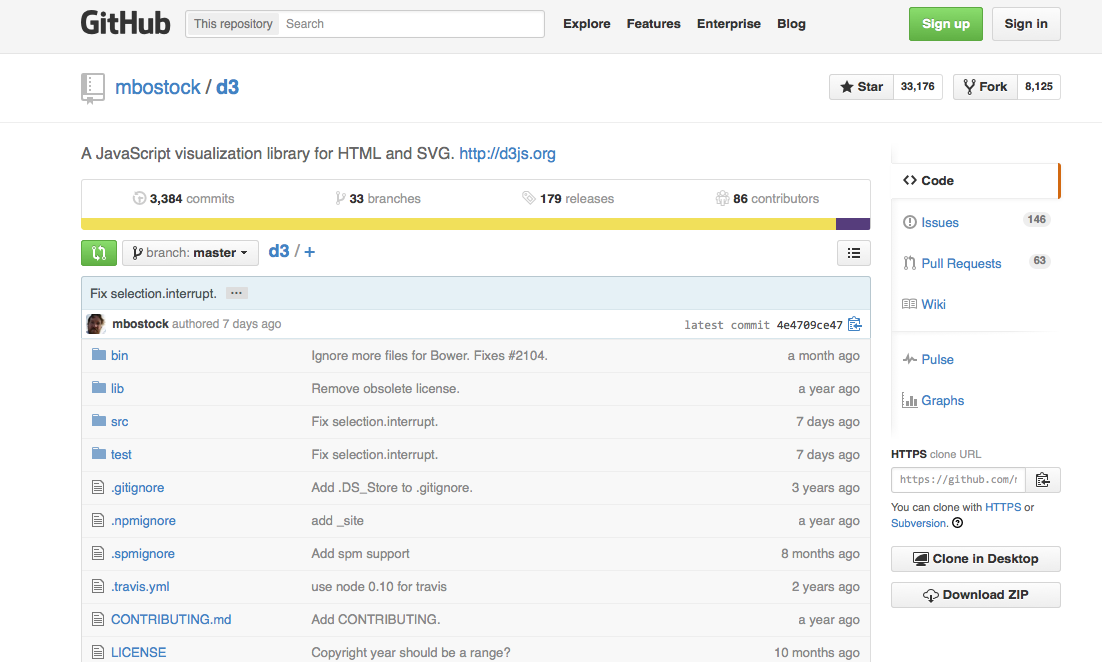 GitHub This repository Search Explore Features Enterprise Blog Sign up Sign in
mbostock / d3 Star 33,176 Fork 8,125
A JavaScript visualization library for HTML and SVG. http://d3js.org
3,384 commits 33 branches 179 releases 86 contributors
branch: master d3 / +
Fix selection.interrupt. ...
mbostock authored 7 days ago latest commit 4e4709ce47
bin Ignore more files for Bower. Fixes #2104. a month ago
lib Remove obsolete license. a year ago
src Fix selection.interrupt. 7 days ago
test Fix selection.interrupt. 7 days ago
.gitignore Add .DS_Store to .gitignore. 3 years ago
.npmignore add _site a year ago
.spmignore Add spm support 8 months ago
.travis.yml use node 0.10 for travis 2 years ago
CONTRIBUTING.md Add CONTRIBUTING. a year ago
LICENSE Copyright year should be a range? 10 months ago
Code
Issues 146
Pull Requests 63
Wiki
Pulse
Graphs
HTTPS clone URL
https://github.com/
You can clone with HTTPS or
Subversion.
Clone in Desktop
Download ZIP